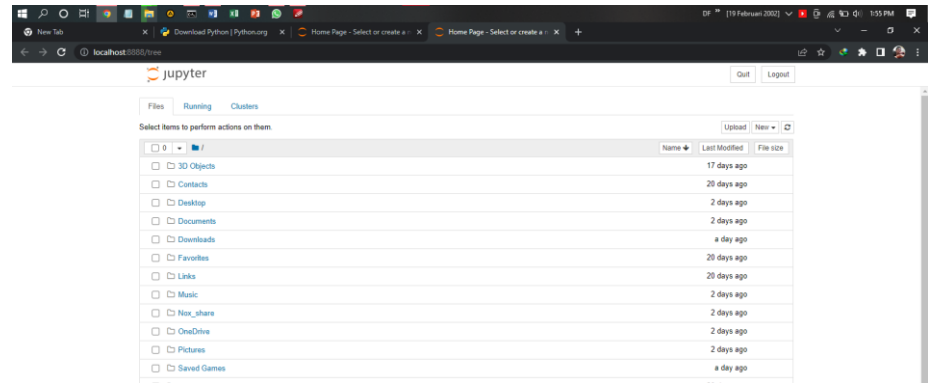 DF » [19 Februari 2002] 1:55 PM
New Tab Download Python | Python.org Home Page - Select or create a n Home Page - Select or create a n
localhost:8888/tree
jupyter Quit Logout
Files Running Clusters
Select items to perform actions on them. Upload New
0 / Name Last Modified File size
3D Objects 17 days ago
Contacts 20 days ago
Desktop 2 days ago
Documents 2 days ago
Downloads a day ago
Favorites 20 days ago
Links 20 days ago
Music 2 days ago
Nox_share 2 days ago
OneDrive 2 days ago
Pictures 2 days ago
Saved Games a day ago